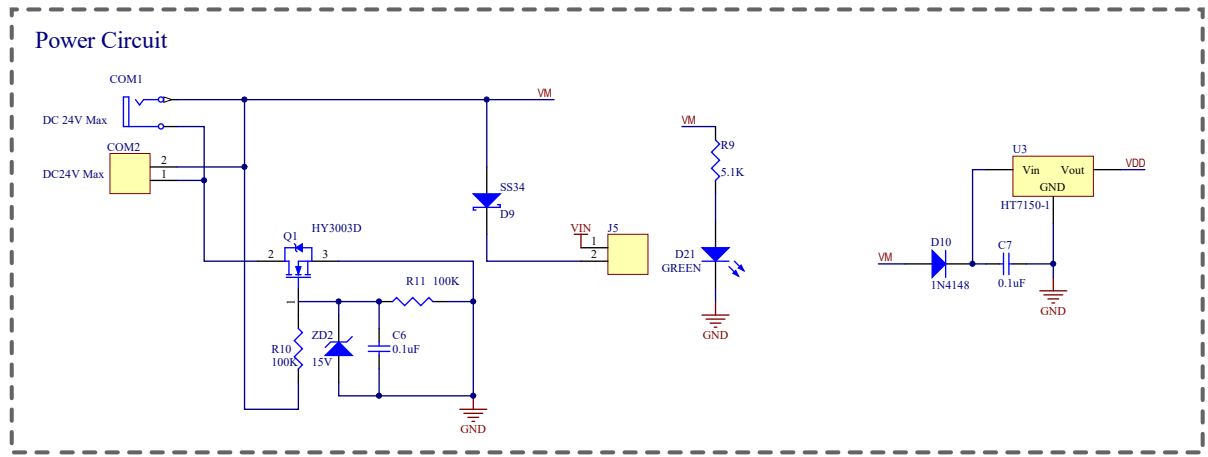 Power Circuit
COM1
DC 24V Max
COM2
DC24V Max
2
1
VM
SS34
D9
Q1
HY3003D
2
3
1
R11 100K
R10
100K
ZD2
15V
C6
0.1uF
GND
VIN
J5
1
2
VM
R9
5.1K
D21
GREEN
GND
U3
Vin Vout
GND
HT7150-1
VDD
VM
D10
1N4148
C7
0.1uF
GND